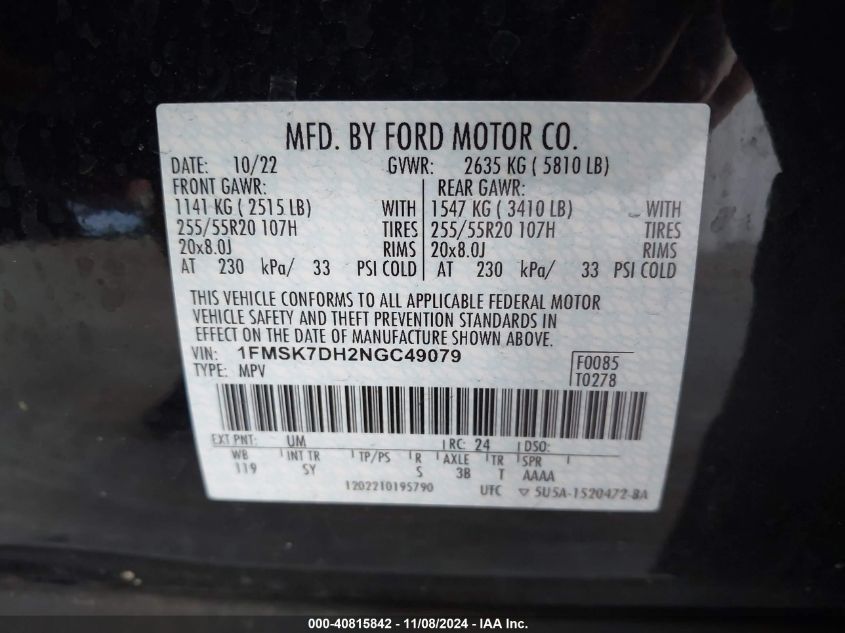 MFD. BY FORD MOTOR CO.
DATE: 10/22 GVWR: 2635 KG ( 5810 LB)
FRONT GAWR: REAR GAWR:
1141 KG ( 2515 LB) WITH 1547 KG ( 3410 LB) WITH
255/55R20 107H TIRES 255/55R20 107H TIRES
20x8.0J RIMS 20x8.0J RIMS
AT 230 kPa/ 33 PSI COLD AT 230 kPa/ 33 PSI COLD
THIS VEHICLE CONFORMS TO ALL APPLICABLE FEDERAL MOTOR
VEHICLE SAFETY AND THEFT PREVENTION STANDARDS IN
EFFECT ON THE DATE OF MANUFACTURE SHOWN ABOVE.
VIN: 1FMSK7DH2NGC49079 F0085
TYPE: MPV T0278
EXT PNT: UM RC: 24 DSO:
WB INT TR TP/PS R AXLE TR SPR
119 SY S 3B T AAAA
1202210195790 UTC ▽ 5U5A-1520472-BA
000-40815842 - 11/08/2024 - IAA Inc.